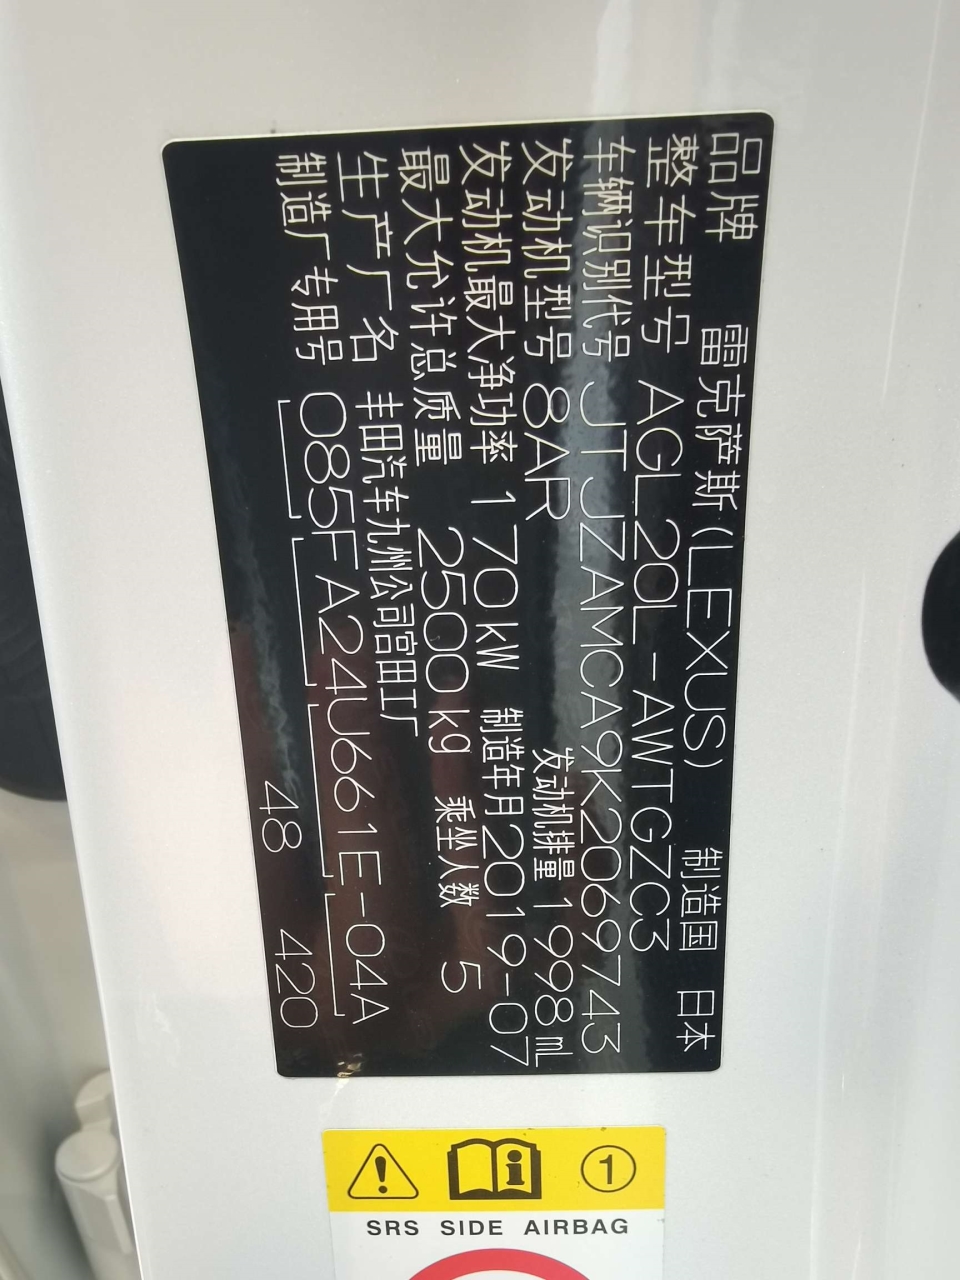 品牌 雷克萨斯(LEXUS) 制造国 日本
整车型号 AGL20L-AWTGZC3
车辆识别代号 JTJZAMCA9K2069743
发动机型号 8AR 发动机排量 1998mL
发动机最大净功率 170kW 制造年月 2019-07
最大允许总质量 2500kg 乘坐人数 5
生产厂名 丰田汽车九州公司宫田工厂
制造厂专用号 085FA24U661E-04A
48 420
1
SRS SIDE AIRBAG